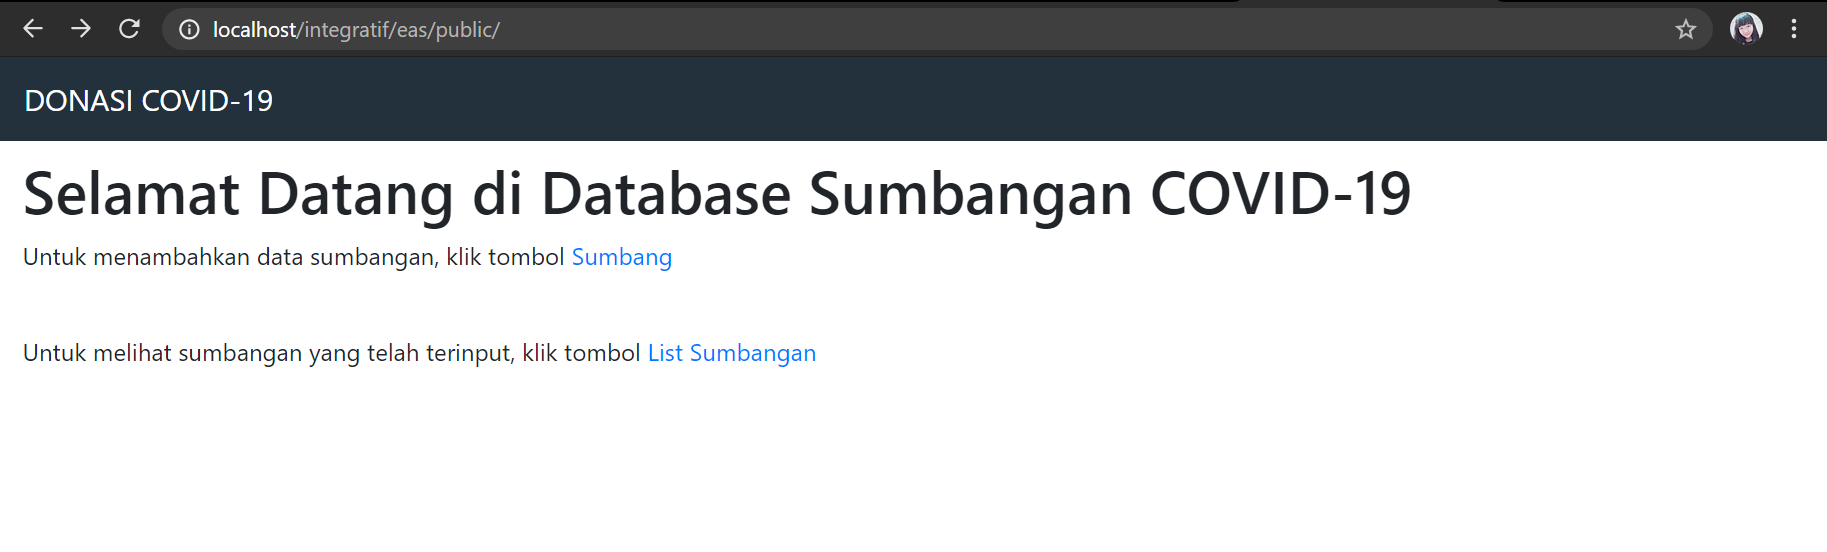 localhost/integratif/eas/public/
DONASI COVID-19
Selamat Datang di Database Sumbangan COVID-19
Untuk menambahkan data sumbangan, klik tombol Sumbang
Untuk melihat sumbangan yang telah terinput, klik tombol List Sumbangan